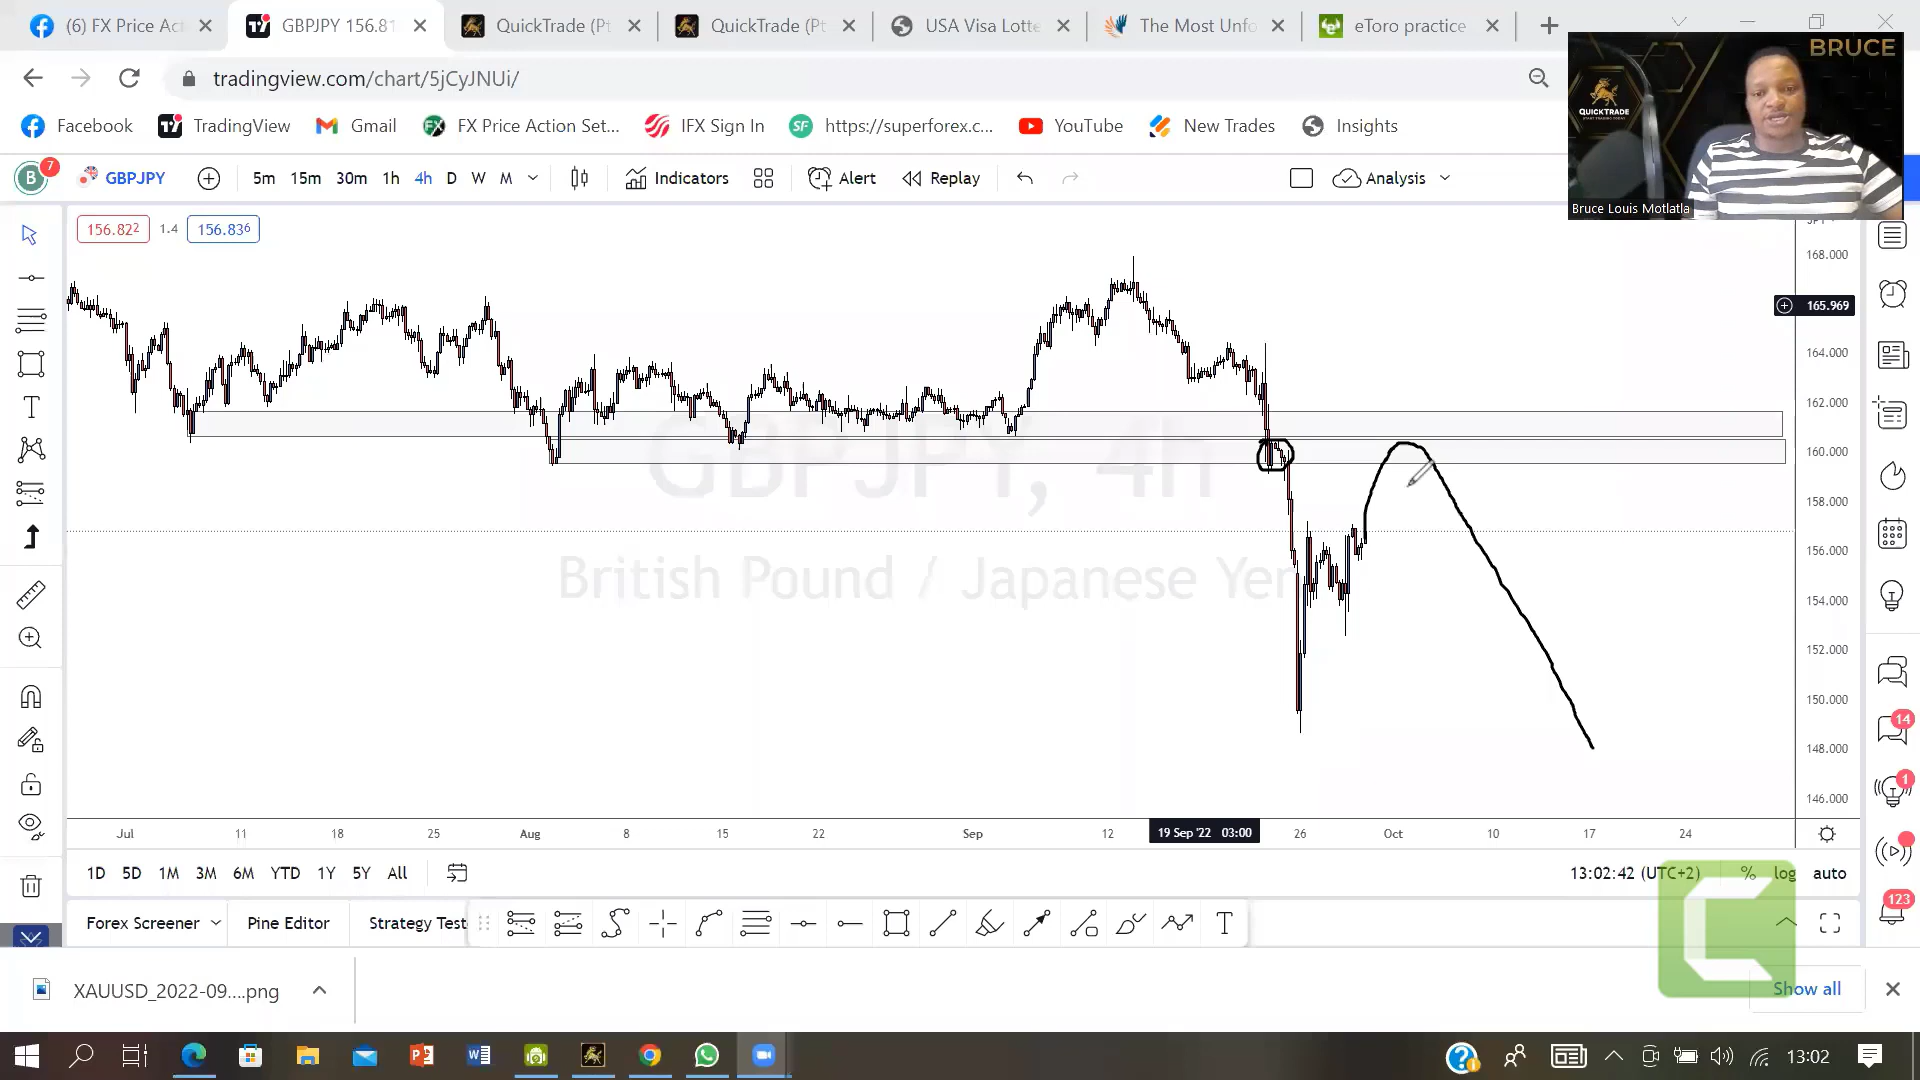 (6) FX Price Acti
GBPJPY 156.81
QuickTrade (Pt
QuickTrade (Pt
USA Visa Lotte
The Most Unfo
eToro practice
tradingview.com/chart/5jCyJNUi/
BRUCE
QUICKTRADE
START TRADING TODAY
Bruce Louis Motlatla
Facebook
TradingView
Gmail
FX Price Action Set...
IFX Sign In
SF
https://superforex.c...
YouTube
New Trades
Insights
B
7
GBPJPY
5m
15m
30m
1h
4h
D
W
M
Indicators
Alert
Replay
Analysis
156.822
1.4
156.836
168.000
165.969
164.000
162.000
160.000
158.000
156.000
154.000
152.000
150.000
148.000
146.000
GBPJPY, 4h
British Pound / Japanese Yen
Jul
11
18
25
Aug
8
15
22
Sep
12
19 Sep '22 03:00
26
Oct
10
17
24
14
1
123
1D
5D
1M
3M
6M
YTD
1Y
5Y
All
13:02:42 (UTC+2)
%
log
auto
Forex Screener
Pine Editor
Strategy Test
T
XAUUSD_2022-09....png
Show all
13:02